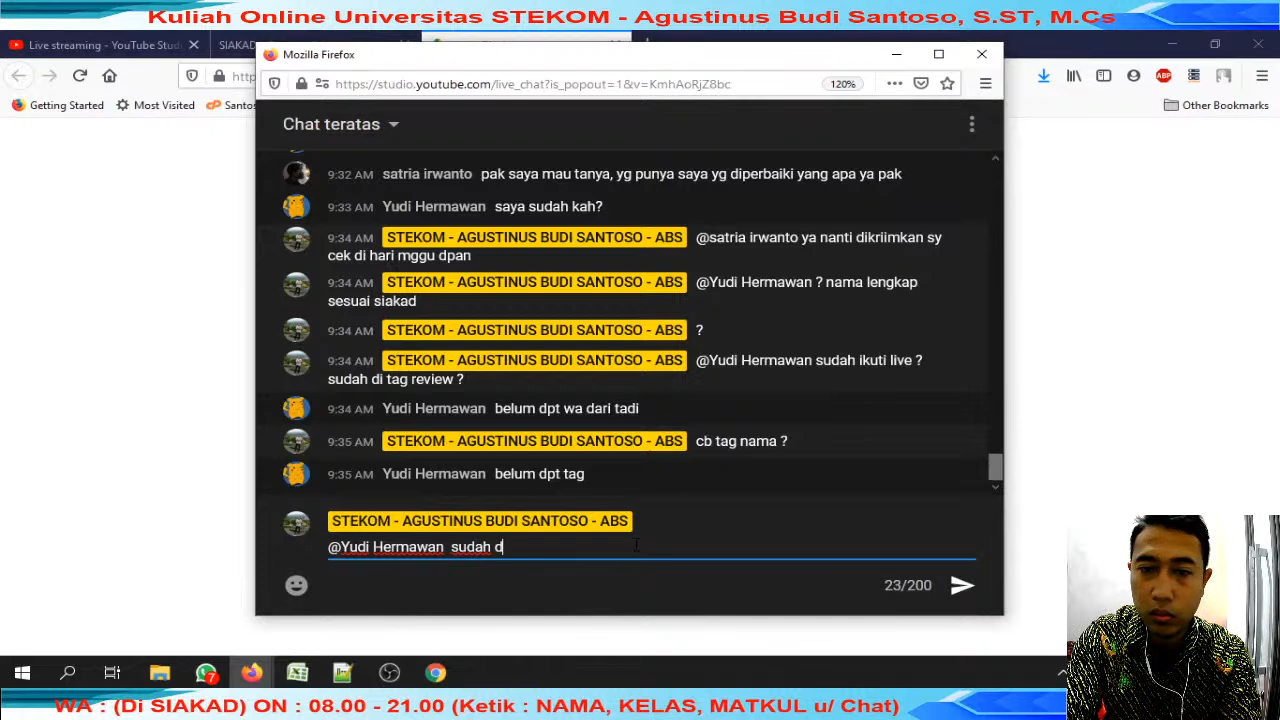 Kuliah Online Universitas STEKOM - Agustinus Budi Santoso, S.ST, M.Cs
Live streaming - YouTube Studi
SIAKAD
Mozilla Firefox
https://studio.youtube.com/live_chat?is_popout=1&v=KmhAoRjZ8bc
120%
Getting Started
Most Visited
Santos
Other Bookmarks
Chat teratas
9:32 AM satria irwanto pak saya mau tanya, yg punya saya yg diperbaiki yang apa ya pak
9:33 AM Yudi Hermawan saya sudah kah?
9:34 AM STEKOM - AGUSTINUS BUDI SANTOSO - ABS @satria irwanto ya nanti dikriimkan sy
cek di hari mggu dpan
9:34 AM STEKOM - AGUSTINUS BUDI SANTOSO - ABS @Yudi Hermawan ? nama lengkap
sesuai siakad
9:34 AM STEKOM - AGUSTINUS BUDI SANTOSO - ABS ?
9:34 AM STEKOM - AGUSTINUS BUDI SANTOSO - ABS @Yudi Hermawan sudah ikuti live ?
sudah di tag review ?
9:34 AM Yudi Hermawan belum dpt wa dari tadi
9:35 AM STEKOM - AGUSTINUS BUDI SANTOSO - ABS cb tag nama ?
9:35 AM Yudi Hermawan belum dpt tag
STEKOM - AGUSTINUS BUDI SANTOSO - ABS
@Yudi Hermawan  sudah d
23/200
7
WA : (Di SIAKAD) ON : 08.00 - 21.00 (Ketik : NAMA, KELAS, MATKUL u/ Chat)